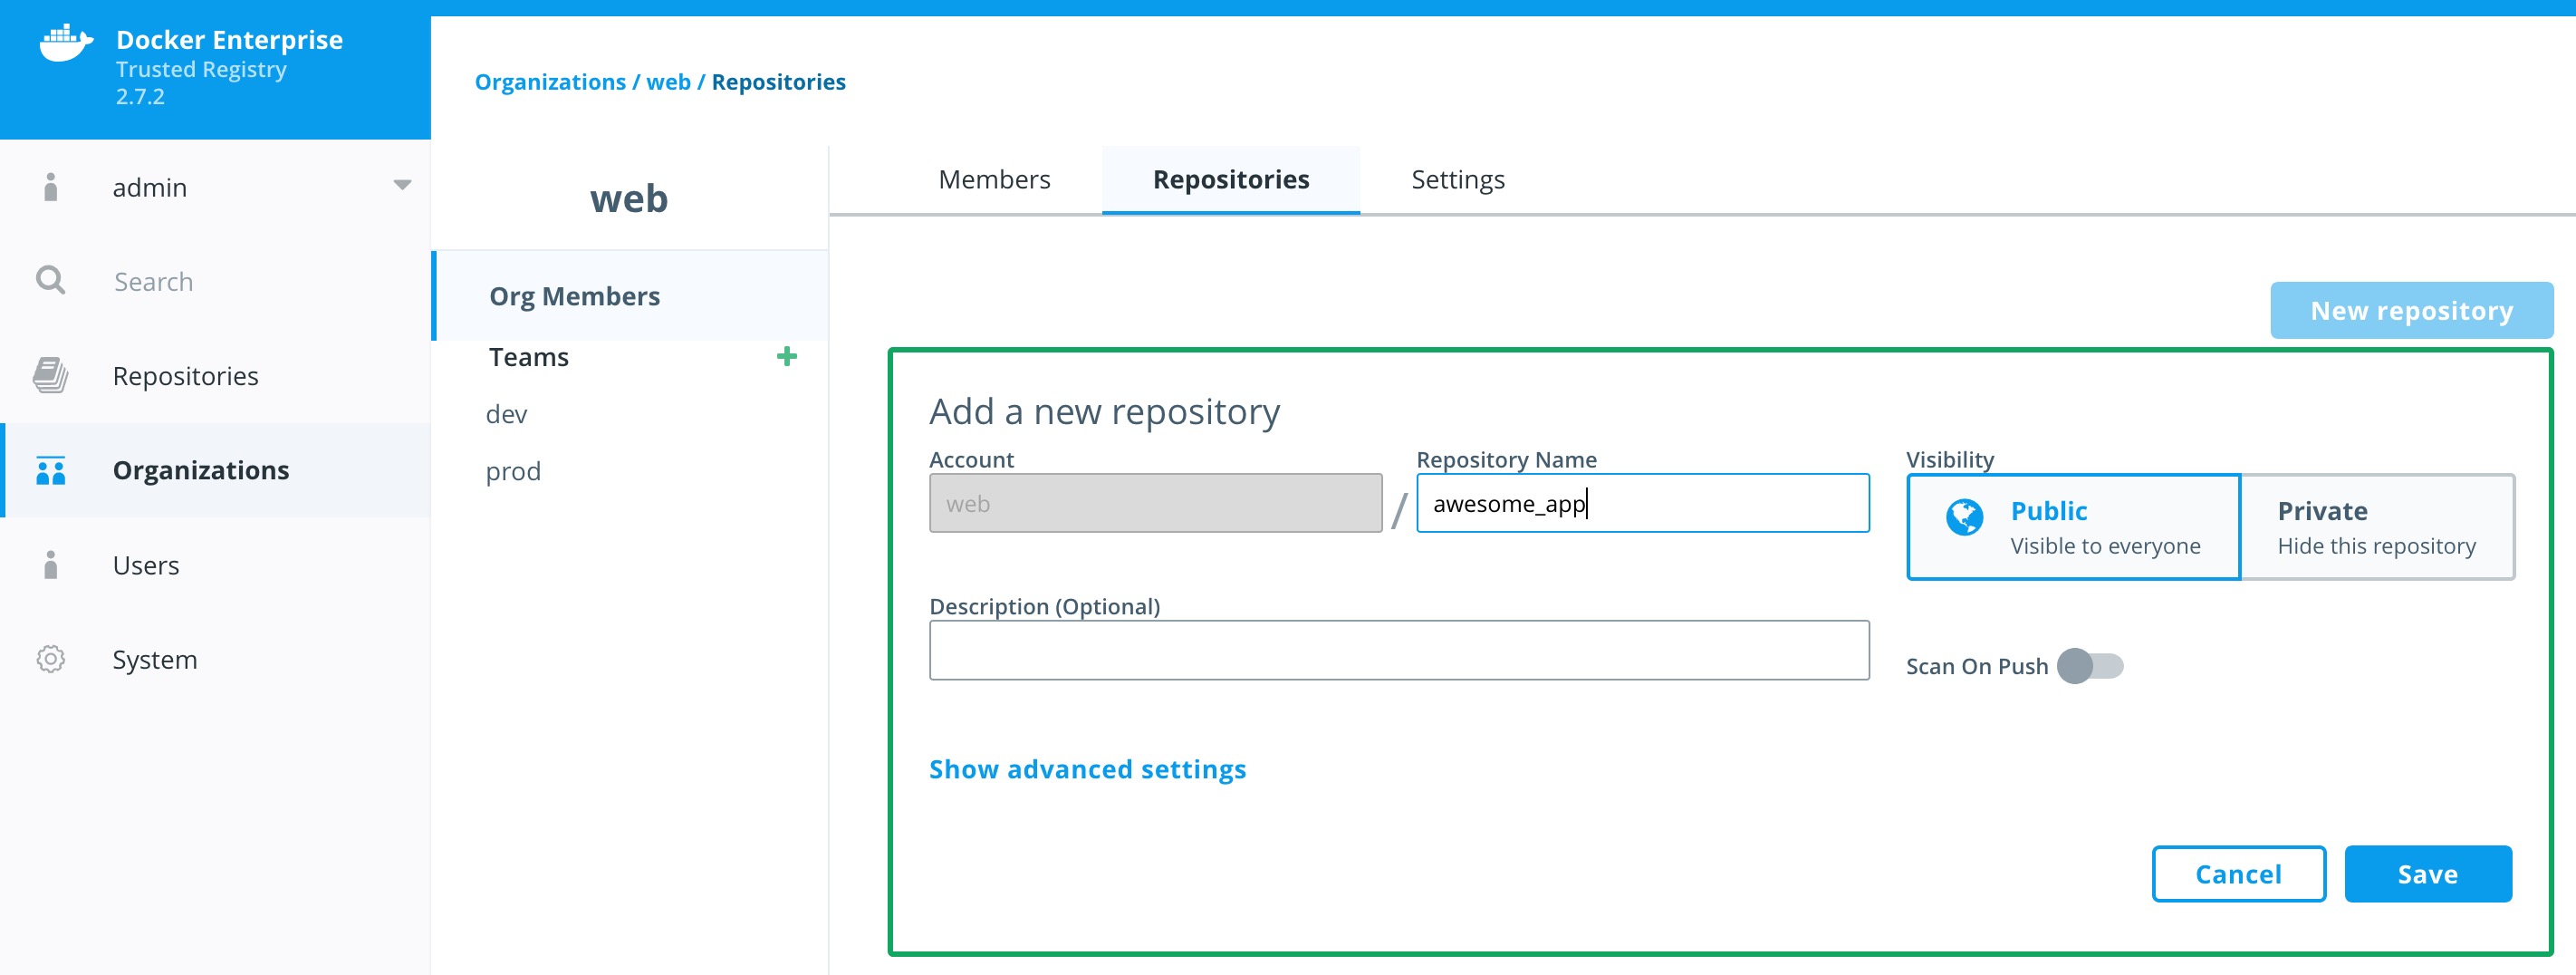 Docker Enterprise
Trusted Registry
2.7.2
admin
Search
Repositories
Organizations
Users
System
Organizations / web / Repositories
web
Org Members
Teams +
dev
prod
Members Repositories Settings
New repository
Add a new repository
Account Repository Name Visibility
web / awesome_app
Public Private
Visible to everyone Hide this repository
Description (Optional)
Scan On Push
Show advanced settings
Cancel Save